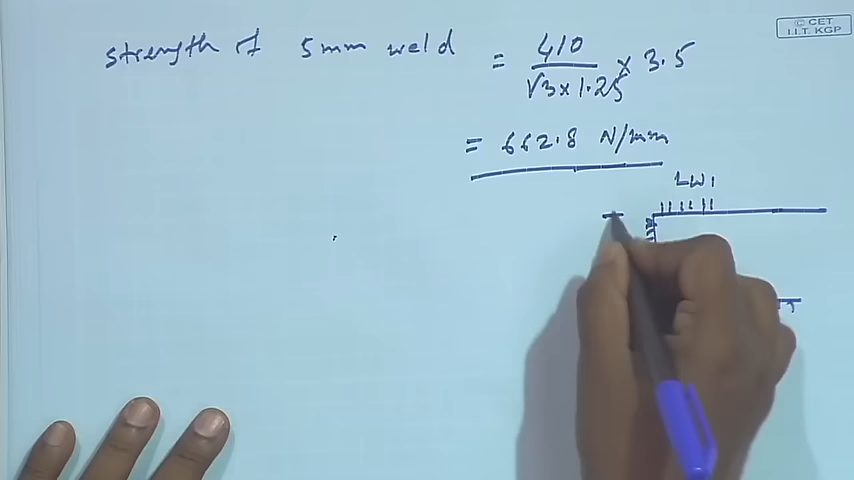 © CET
I.I.T. KGP
strength of 5mm weld = 410 / √3 x 1.25 x 3.5
= 662.8 N/mm
Lw1